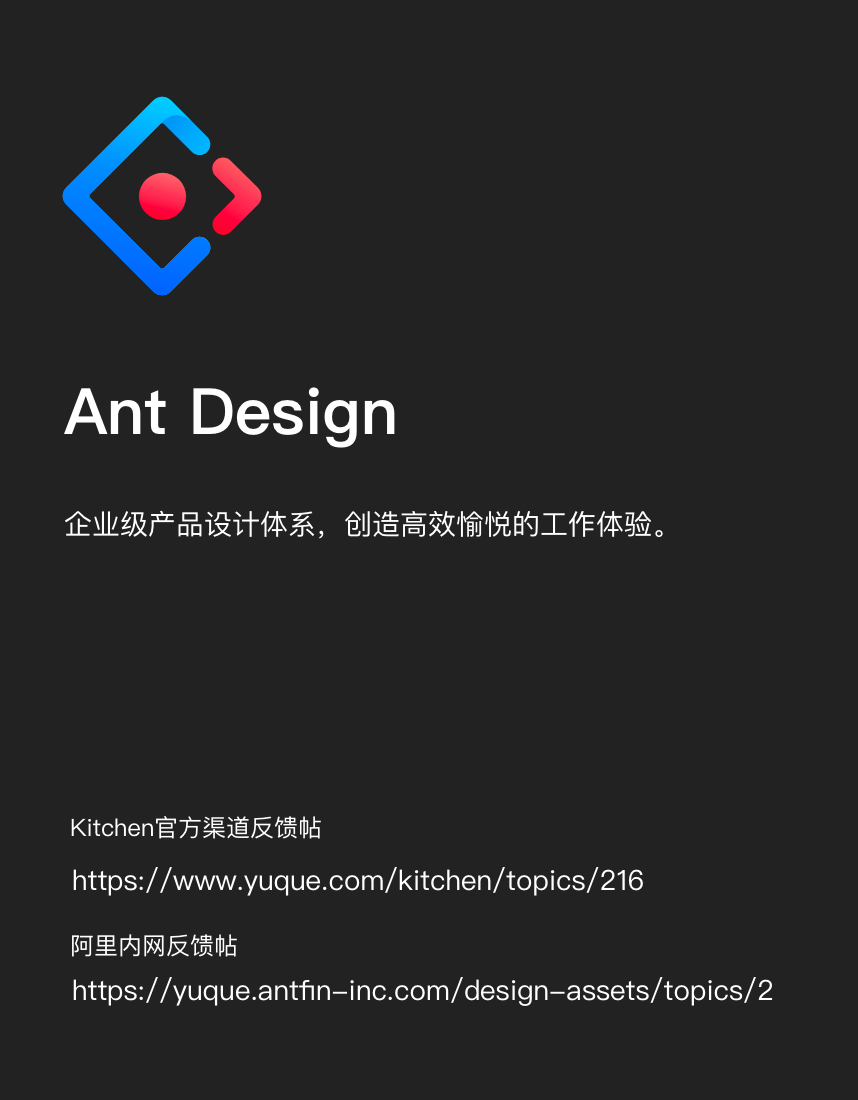 Ant Design
企业级产品设计体系，创造高效愉悦的工作体验。
Kitchen官方渠道反馈帖
https://www.yuque.com/kitchen/topics/216
阿里内网反馈帖
https://yuque.antfin-inc.com/design-assets/topics/2